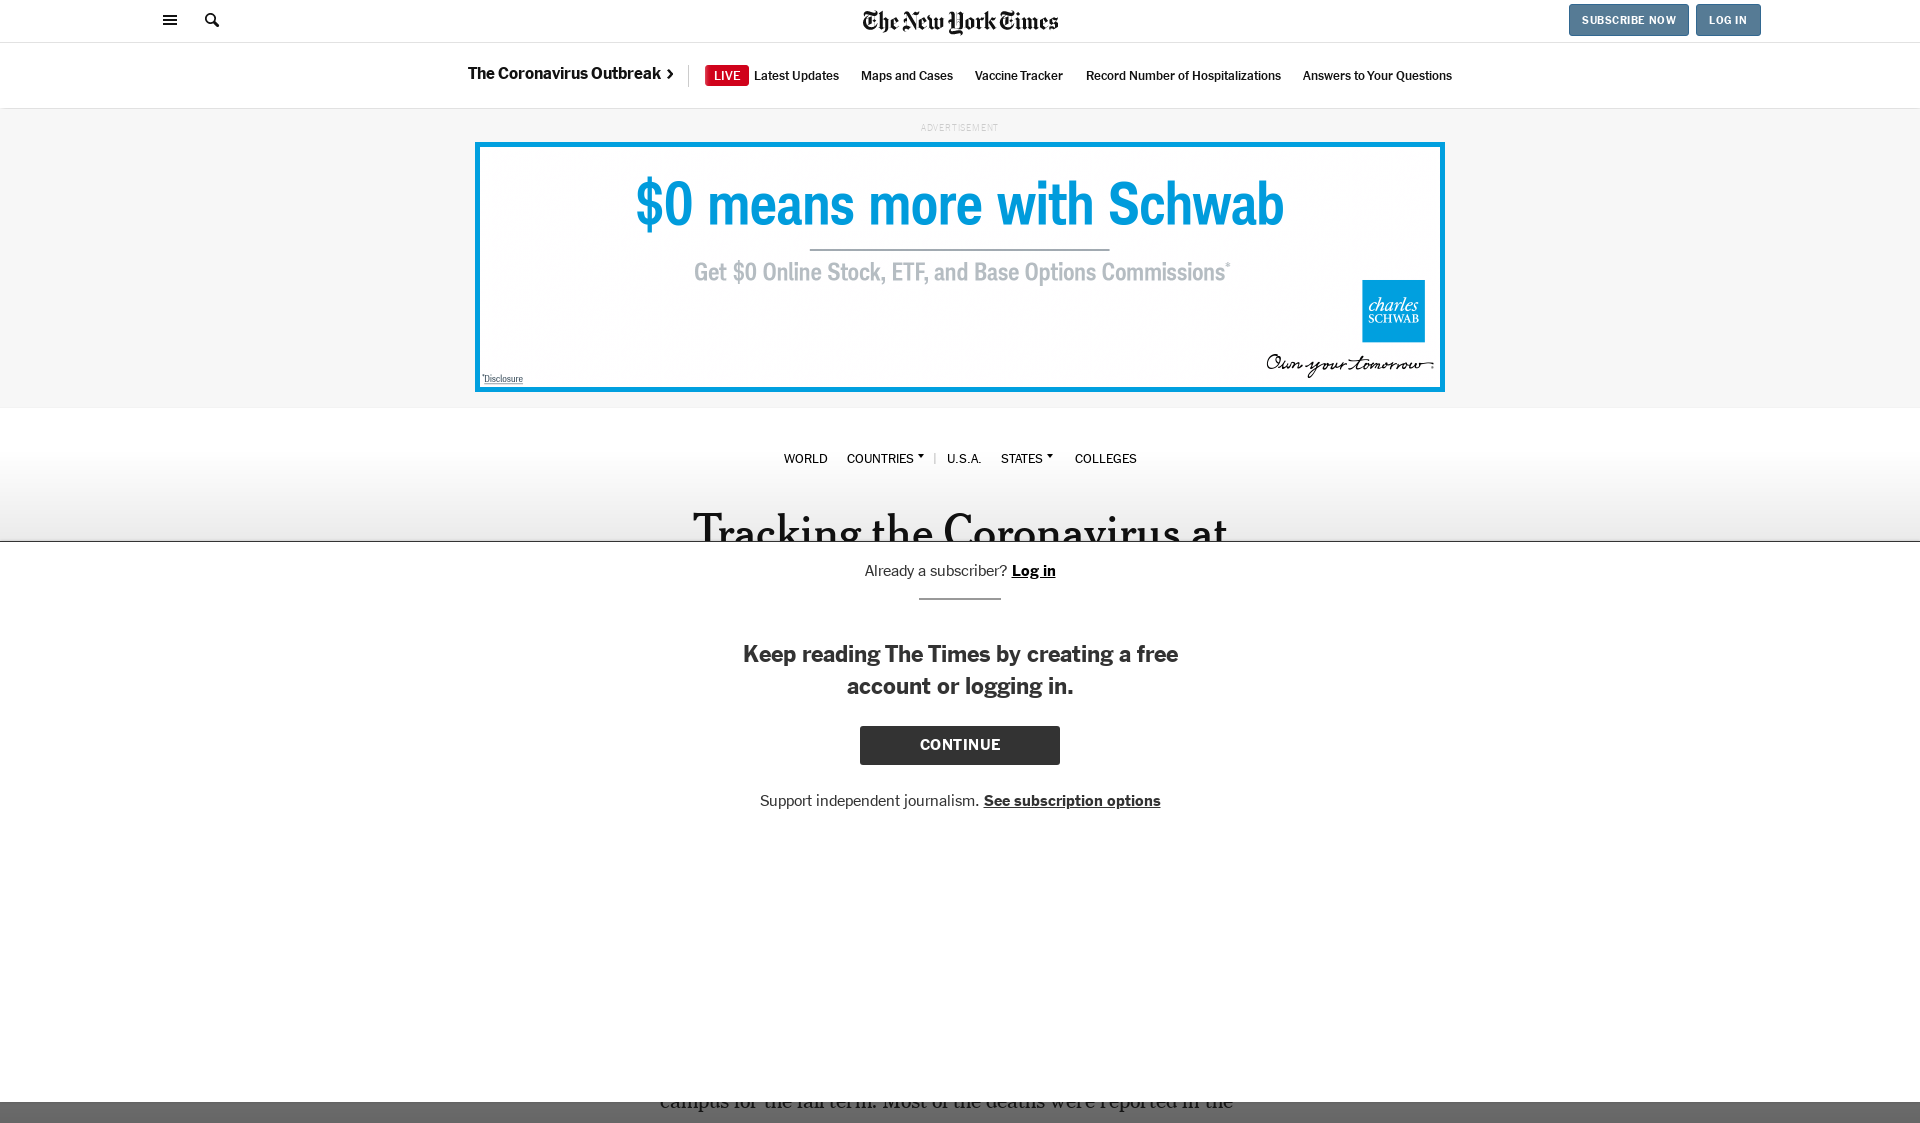 The New York Times
SUBSCRIBE NOW
LOG IN
The Coronavirus Outbreak
LIVE Latest Updates
Maps and Cases
Vaccine Tracker
Record Number of Hospitalizations
Answers to Your Questions
ADVERTISEMENT
$0 means more with Schwab
Get $0 Online Stock, ETF, and Base Options Commissions*
charles
SCHWAB
Own your tomorrow
*Disclosure
WORLD
COUNTRIES
U.S.A.
STATES
COLLEGES
Tracking the Coronavirus at
Already a subscriber? Log in
Keep reading The Times by creating a free
account or logging in.
CONTINUE
Support independent journalism. See subscription options
campus for the fall term. Most of the deaths were reported in the